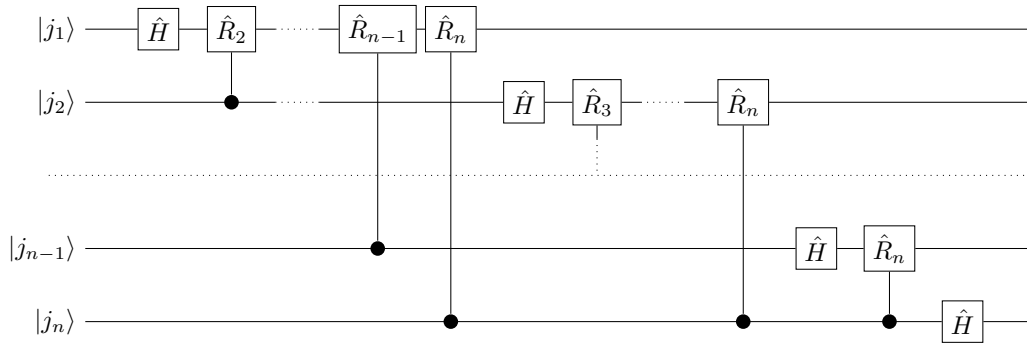 |j₁⟩ Ĥ R̂₂ R̂ₙ₋₁ R̂ₙ
|j₂⟩ Ĥ R̂₃ R̂ₙ
|jₙ₋₁⟩ Ĥ R̂ₙ
|jₙ⟩ Ĥ